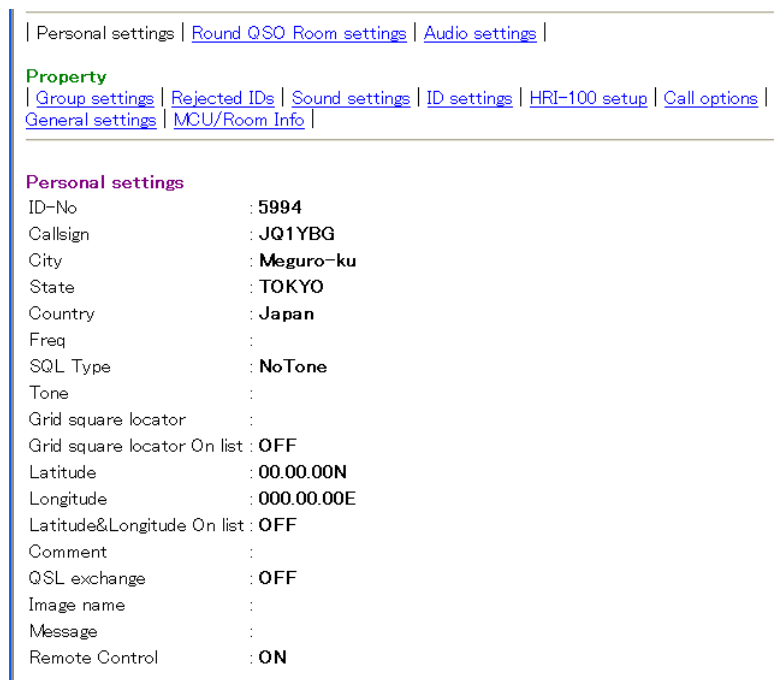 | Personal settings | Round QSO Room settings | Audio settings |
Property
| Group settings | Rejected IDs | Sound settings | ID settings | HRI-100 setup | Call options |
General settings | MCU/Room Info |
Personal settings
ID-No : 5994
Callsign : JQ1YBG
City : Meguro-ku
State : TOKYO
Country : Japan
Freq :
SQL Type : NoTone
Tone :
Grid square locator :
Grid square locator On list : OFF
Latitude : 00.00.00N
Longitude : 000.00.00E
Latitude&Longitude On list : OFF
Comment :
QSL exchange : OFF
Image name :
Message :
Remote Control : ON